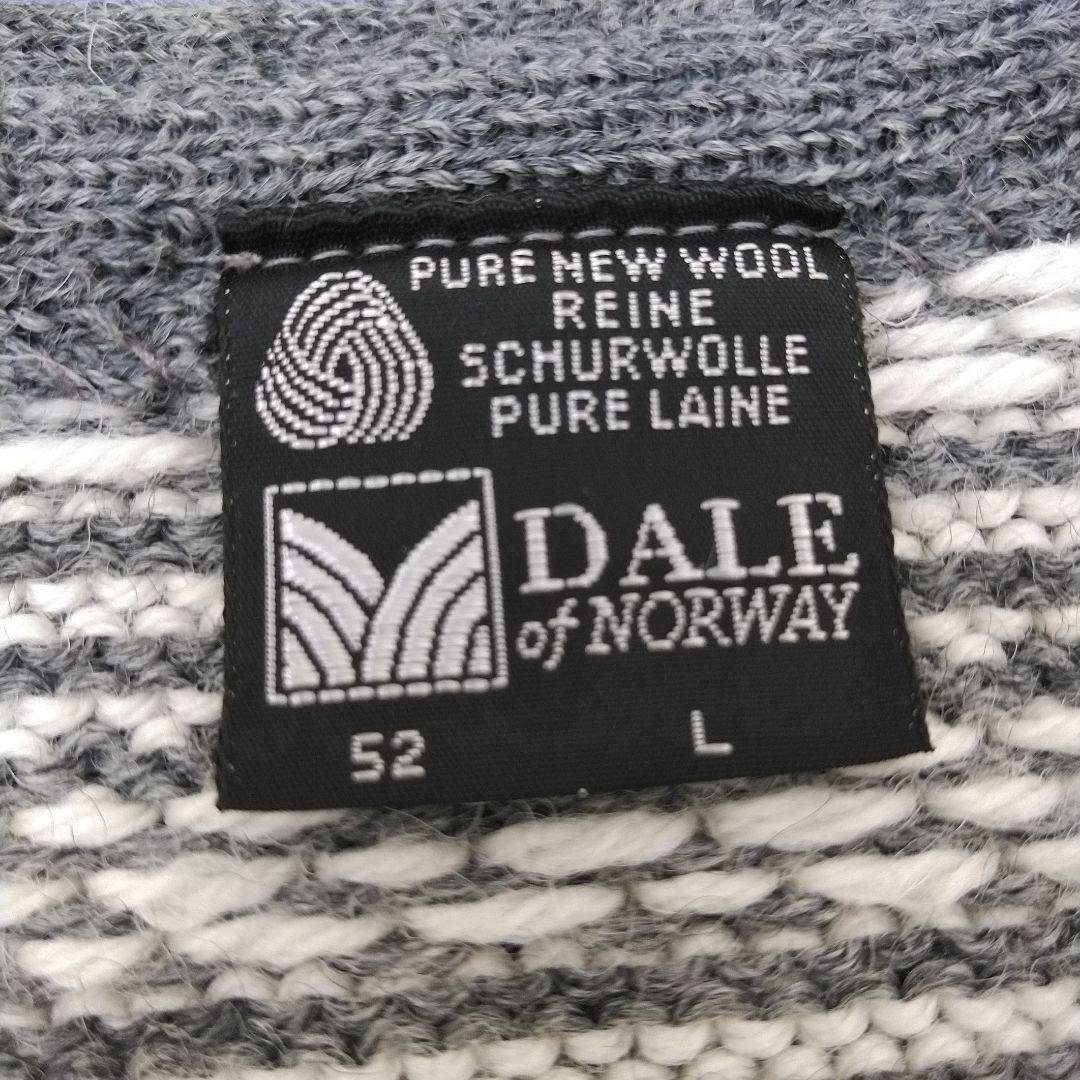 PURE NEW WOOL
REINE
SCHURWOLLE
PURE LAINE
DALE
of NORWAY
52 L